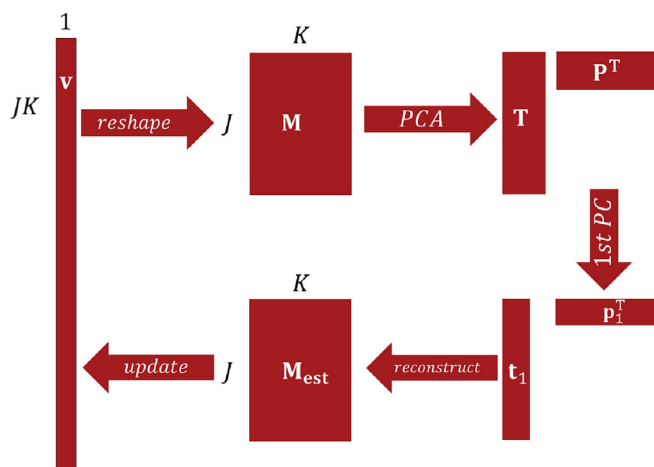 1
K
v
P^T
JK
reshape
J
M
PCA
T
1st PC
K
p_1^T
update
J
M_est
reconstruct
t_1